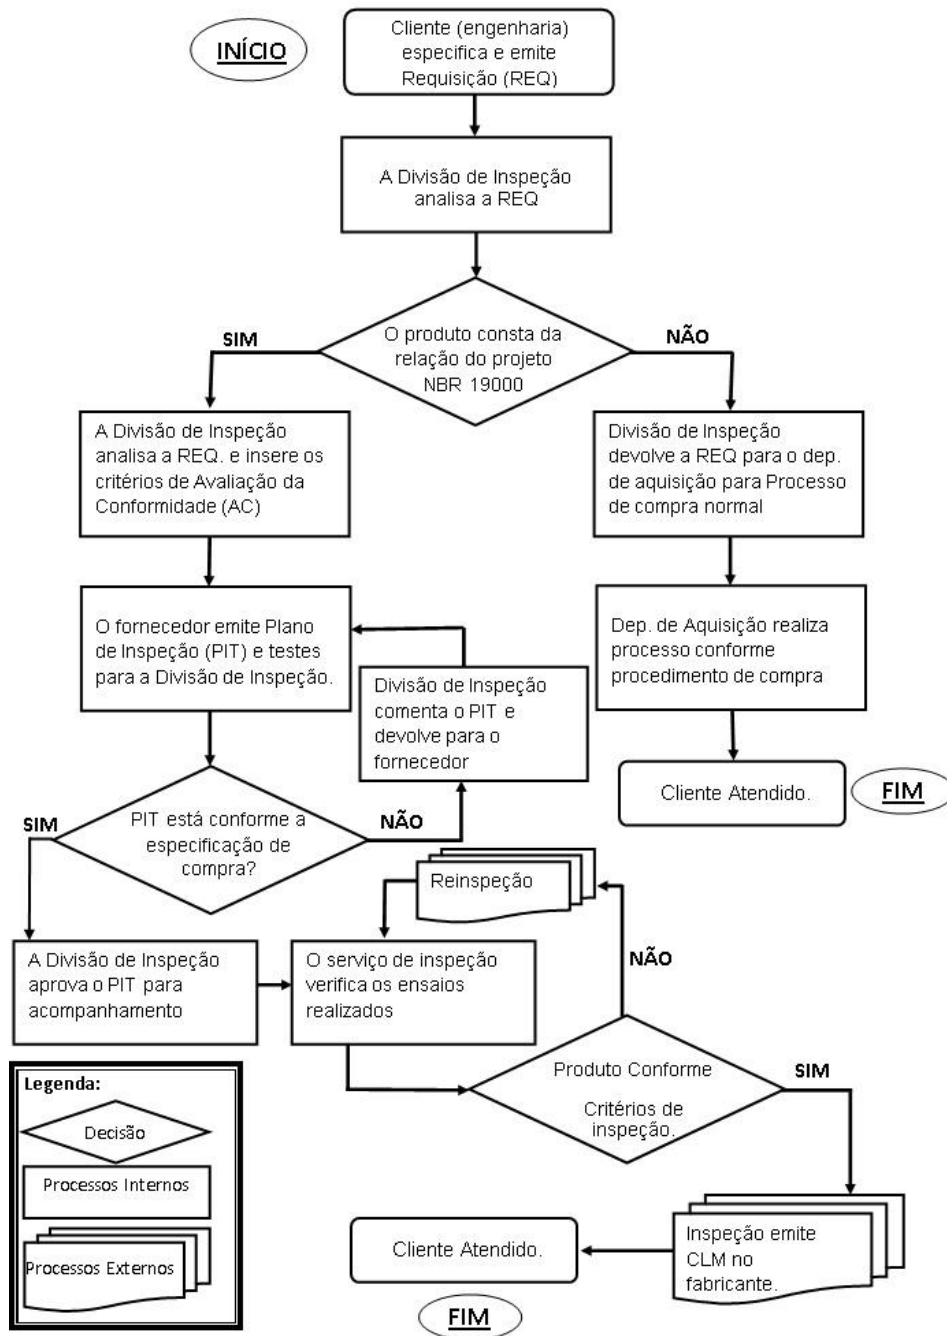 INÍCIO
Cliente (engenharia)
especifica e emite
Requisição (REQ)
A Divisão de Inspeção
analisa a REQ
SIM
O produto consta da
relação do projeto
NBR 19000
NÃO
A Divisão de Inspeção
analisa a REQ. e insere os
critérios de Avaliação da
Conformidade (AC)
Divisão de Inspeção
devolve a REQ para o dep.
de aquisição para Processo
de compra normal
O fornecedor emite Plano
de Inspeção (PIT) e testes
para a Divisão de Inspeção.
Dep. de Aquisição realiza
processo conforme
procedimento de compra
Divisão de Inspeção
comenta o PIT e
devolve para o
fornecedor
Cliente Atendido.
FIM
SIM
PIT está conforme a
especificação de
compra?
NÃO
Reinspeção
A Divisão de Inspeção
aprova o PIT para
acompanhamento
O serviço de inspeção
verifica os ensaios
realizados
NÃO
Produto Conforme
Critérios de
inspeção.
SIM
Legenda:
Decisão
Processos Internos
Processos Externos
Inspeção emite
CLM no
fabricante.
Cliente Atendido.
FIM